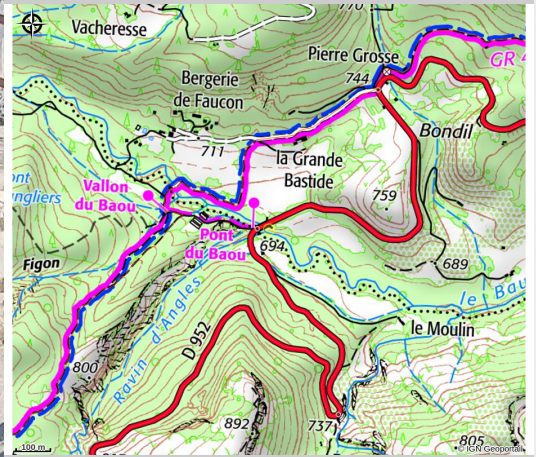 770
Vacheresse
Pierre Grosse
744
GR 4
Bergerie
de Faucon
Bondil
711
la Grande
Bastide
ont
ngliers
Vallon
du Baou
759
Pont
du Baou
694
Figon
689
le Bau
Ravin d'Angles
D 952
le Moulin
800
892
737
805
100 m
© IGN Geoportail